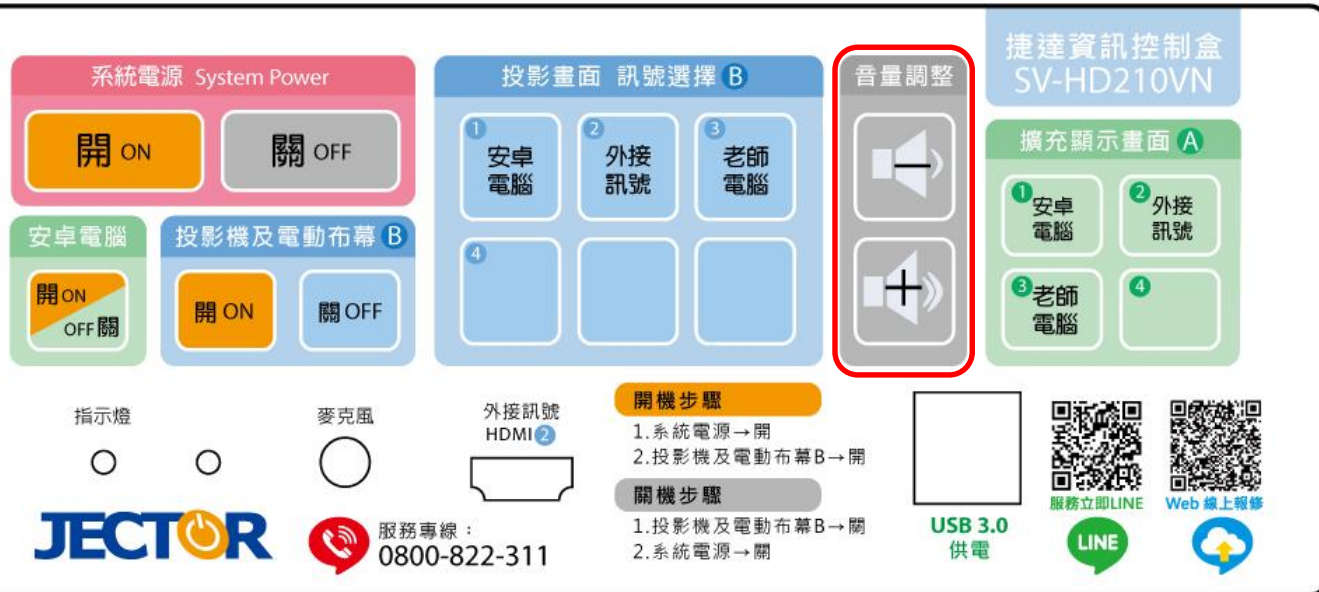 捷達資訊控制盒
SV-HD210VN
系統電源 System Power
開 ON
關 OFF
安卓電腦
開 ON
OFF 關
投影機及電動布幕 B
開 ON
關 OFF
投影畫面 訊號選擇 B
1
安卓
電腦
2
外接
訊號
3
老師
電腦
4
音量調整
擴充顯示畫面 A
1
安卓
電腦
2
外接
訊號
3
老師
電腦
4
指示燈
麥克風
外接訊號
HDMI 2
開機步驟
1.系統電源→開
2.投影機及電動布幕B→開
關機步驟
1.投影機及電動布幕B→關
2.系統電源→關
USB 3.0
供電
服務立即LINE
LINE
Web 線上報修
JECTOR
服務專線：
0800-822-311